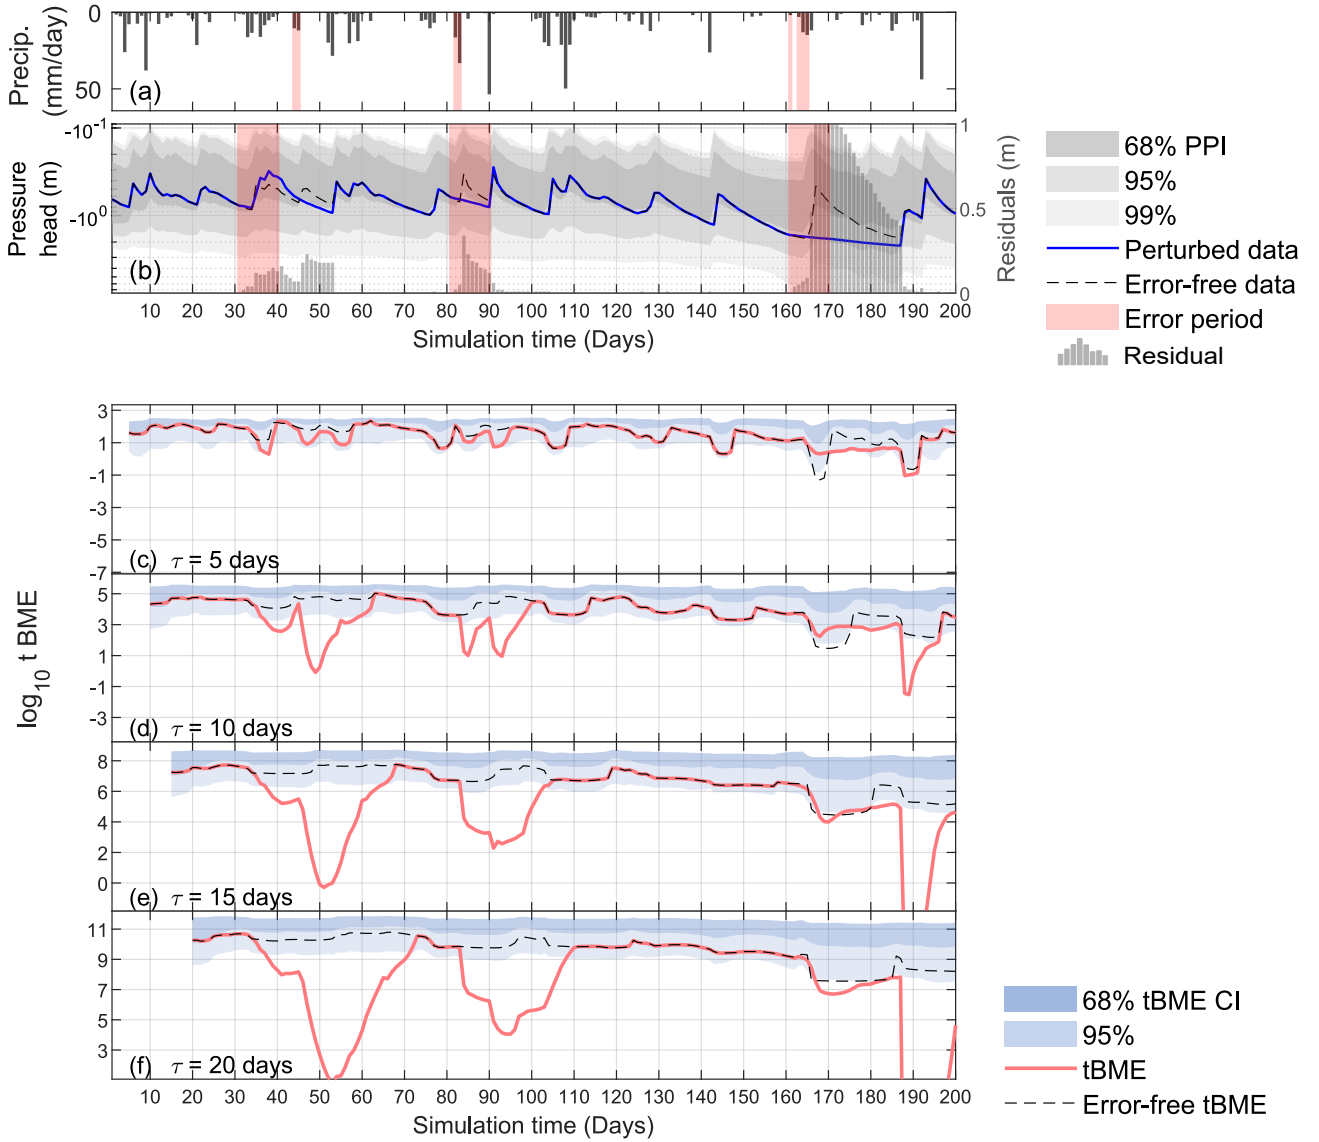 0
50
Precip.
(mm/day)
(a)
-10^-1
-10^0
Pressure
head (m)
(b)
1
0.5
0
Residuals (m)
10 20 30 40 50 60 70 80 90 100 110 120 130 140 150 160 170 180 190 200
Simulation time (Days)
68% PPI
95%
99%
Perturbed data
Error-free data
Error period
Residual
log10 t BME
3
1
-1
-3
-5
-7
(c) τ = 5 days
5
3
1
-1
-3
(d) τ = 10 days
8
6
4
2
0
(e) τ = 15 days
11
9
7
5
3
(f) τ = 20 days
10 20 30 40 50 60 70 80 90 100 110 120 130 140 150 160 170 180 190 200
Simulation time (Days)
68% tBME CI
95%
tBME
Error-free tBME